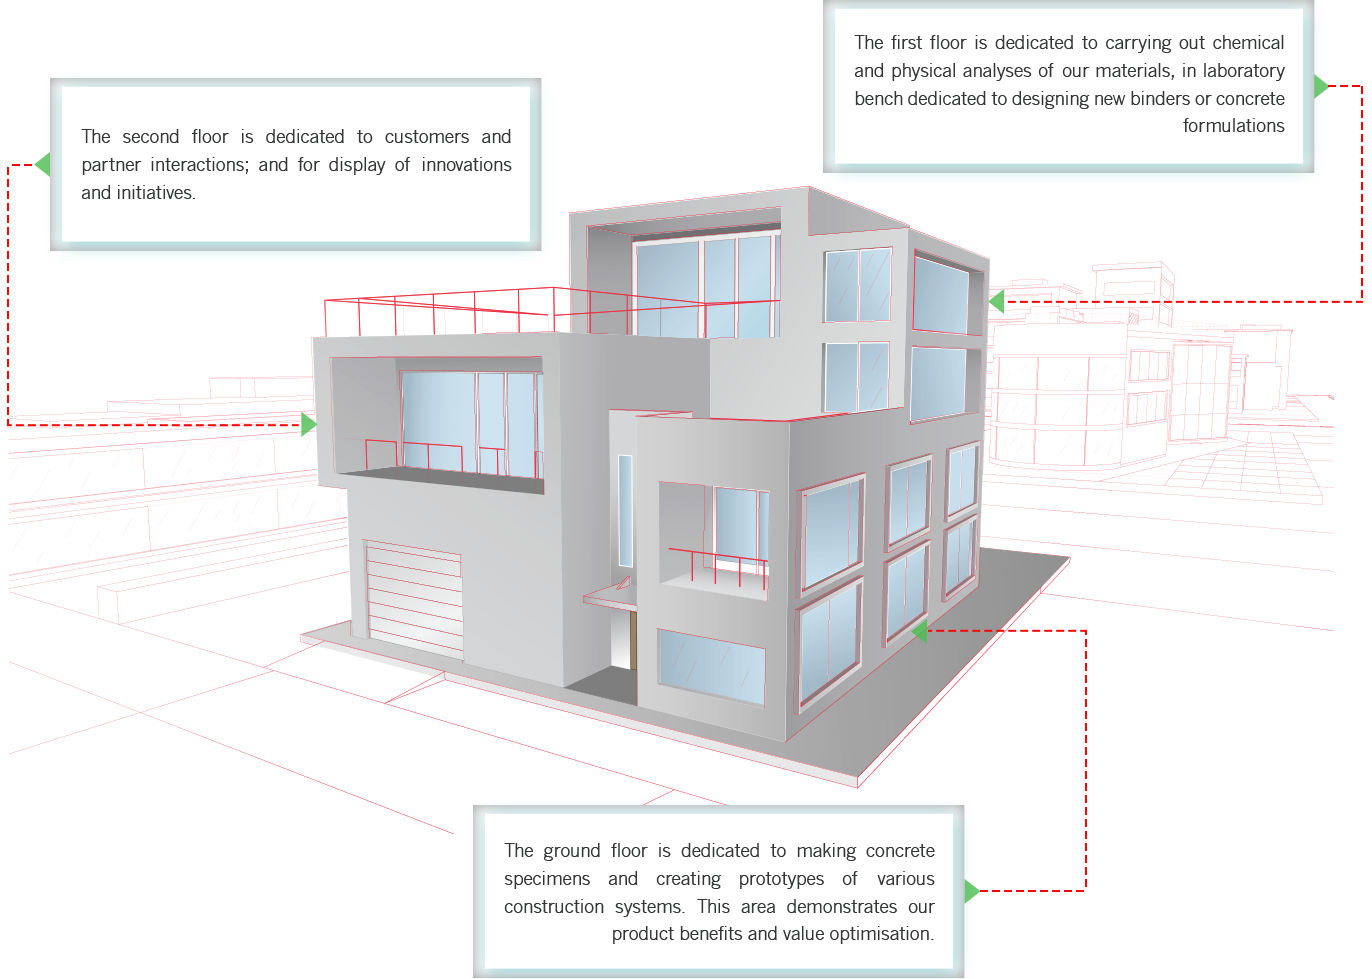 The first floor is dedicated to carrying out chemical
and physical analyses of our materials, in laboratory
bench dedicated to designing new binders or concrete
formulations
The second floor is dedicated to customers and
partner interactions; and for display of innovations
and initiatives.
The ground floor is dedicated to making concrete
specimens and creating prototypes of various
construction systems. This area demonstrates our
product benefits and value optimisation.